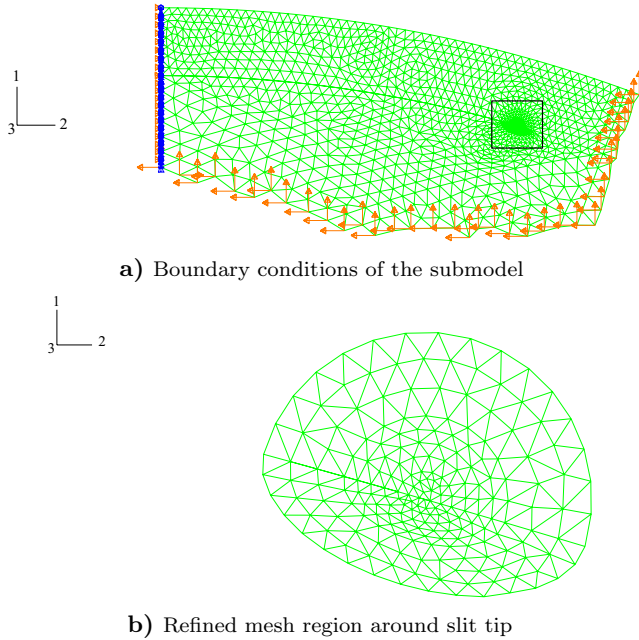 1
3 2
a) Boundary conditions of the submodel
1
3 2
b) Refined mesh region around slit tip